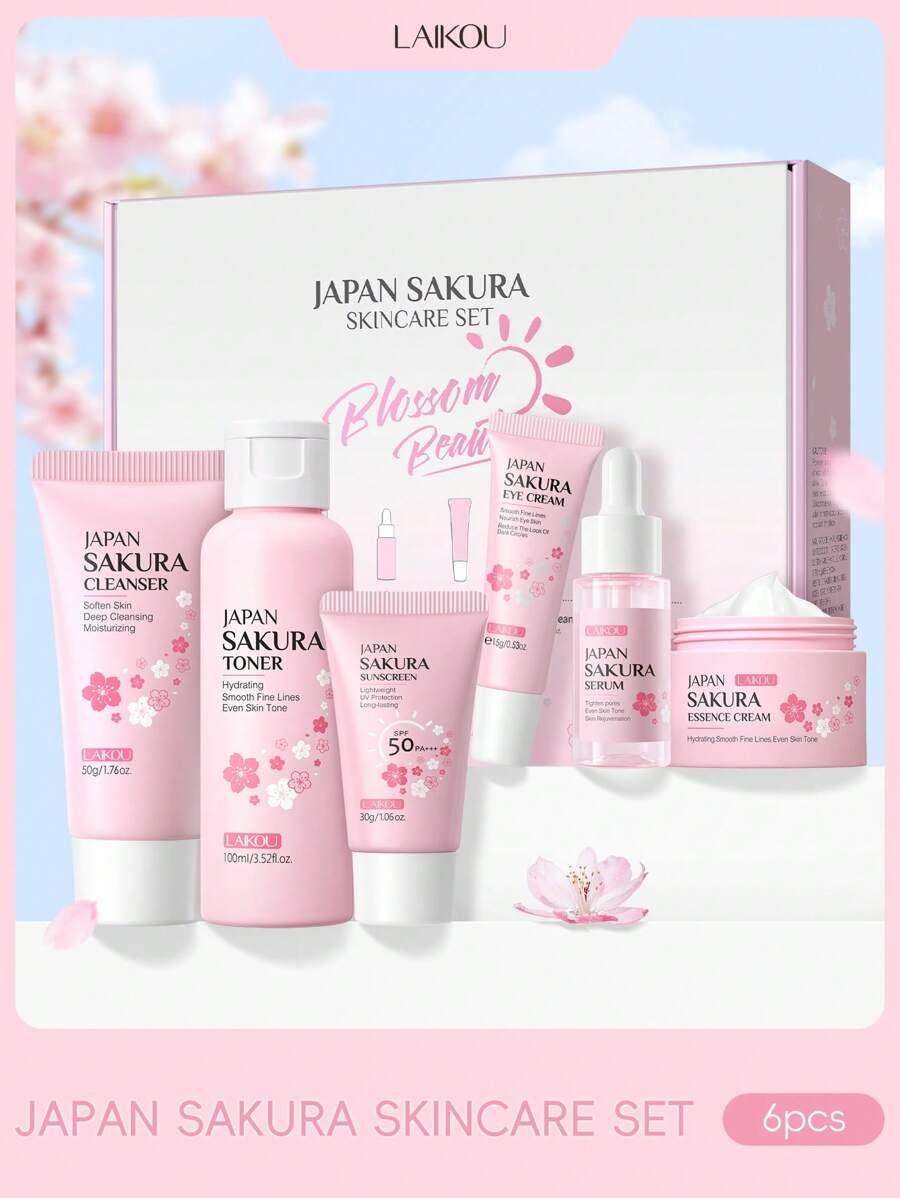 LAIKOU
JAPAN SAKURA
SKINCARE SET
Blossom
JAPAN
SAKURA
CLEANSER
Soften Skin
Deep Cleansing
Moisturizing
LAIKOU
50g/1.76oz.
JAPAN
SAKURA
TONER
Hydrating
Smooth Fine Lines
Even Skin Tone
LAIKOU
100ml/3.52fl.oz.
JAPAN
SAKURA
SUNSCREEN
Lightweight
UV Protection
Long-lasting
SPF
50 PA+++
LAIKOU
30g/1.06oz.
JAPAN
SAKURA
EYE CREAM
Smooth Fine Lines
Nourish Eye Skin
Reduce The Look Of
Dark Circles
LAIKOU
e15g/0.53oz.
LAIKOU
JAPAN
SAKURA
SERUM
Tighten pores
Even Skin Tone
Skin Rejuvenation
JAPAN LAIKOU
SAKURA
ESSENCE CREAM
Hydrating.Smooth Fine Lines.Even Skin Tone
JAPAN SAKURA SKINCARE SET 6pcs